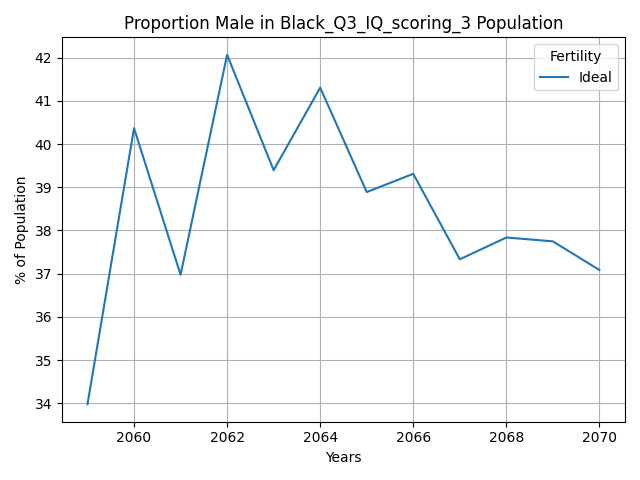 Proportion Male in Black_Q3_IQ_scoring_3 Population
Fertility
Ideal
% of Population
42
41
40
39
38
37
36
35
34
2060 2062 2064 2066 2068 2070
Years